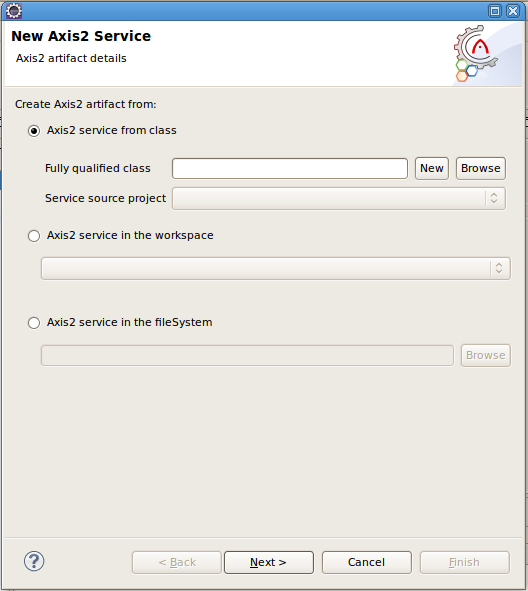 New Axis2 Service
Axis2 artifact details
Create Axis2 artifact from:
Axis2 service from class
Fully qualified class New Browse
Service source project
Axis2 service in the workspace
Axis2 service in the fileSystem
Browse
? < Back Next > Cancel Finish